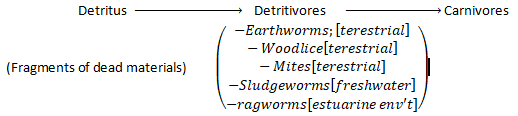 Detritus Detritivores Carnivores
−Earthworms; [terestrial]
− Woodlice[terestrial]
(Fragments of dead materials) − Mites[terestrial]
−Sludgeworms[freshwater]
−ragworms[estuarine env't]